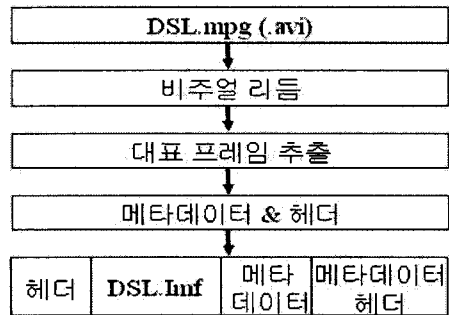 DSL.mpg (.avi)
비주얼 리듬
대표 프레임 추출
메타데이터 & 헤더
헤더 DSL.Imf 메타 데이터 메타데이터 헤더